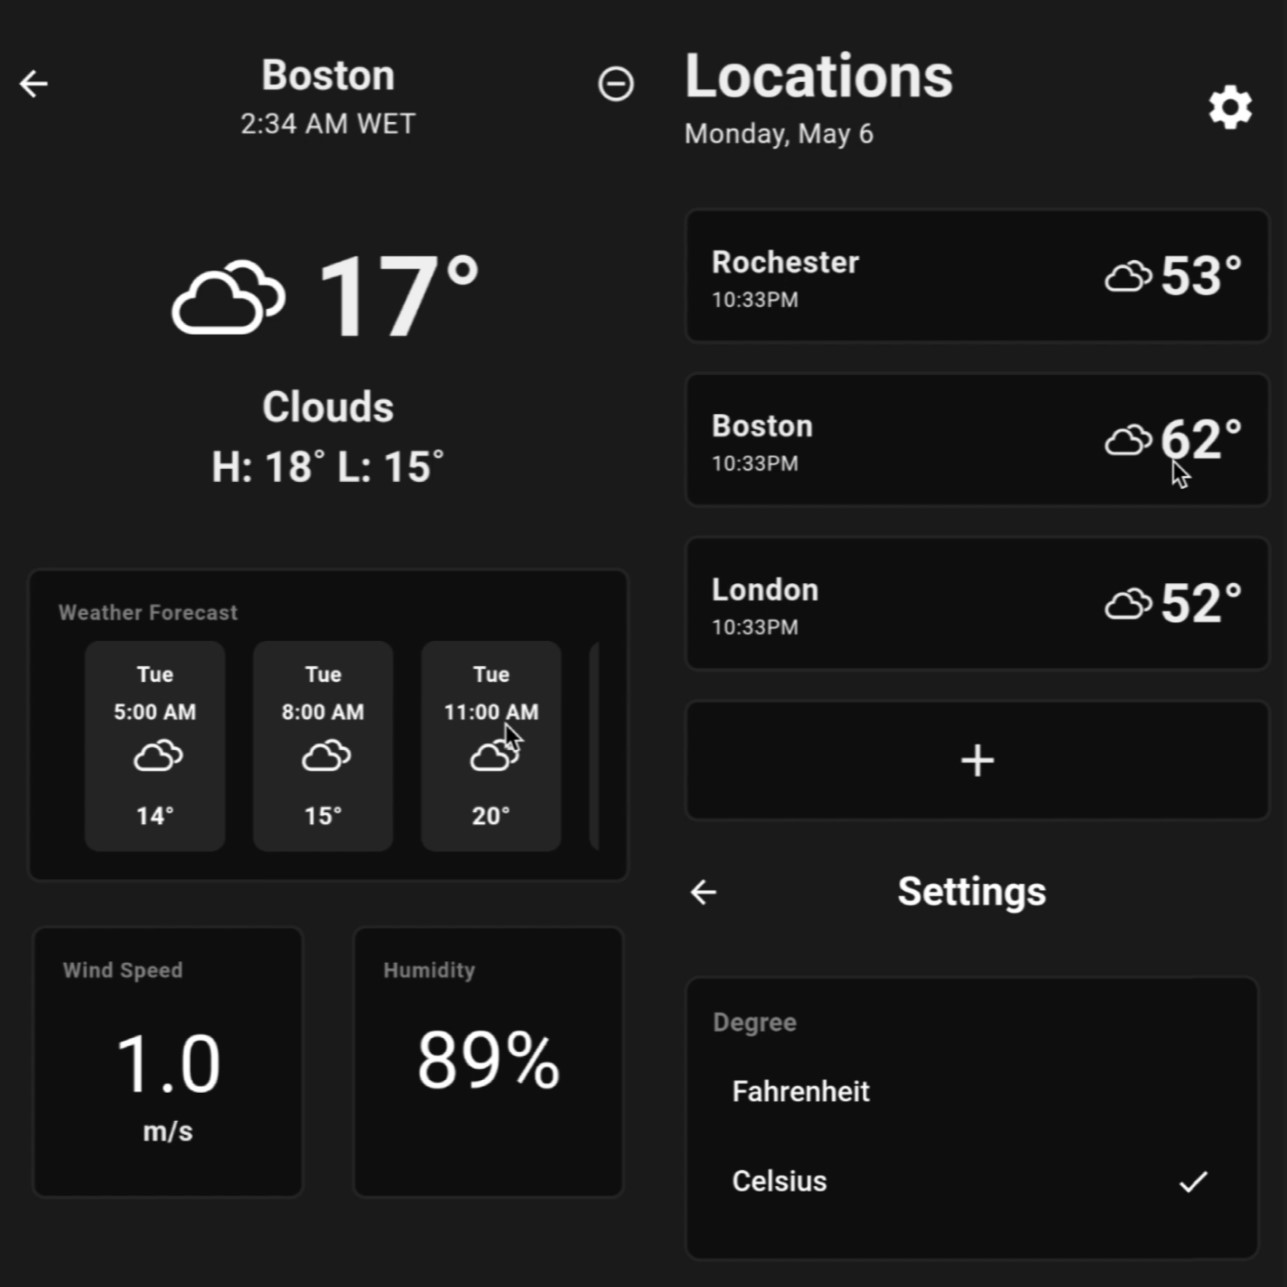 Boston
2:34 AM WET
17°
Clouds
H: 18° L: 15°
Weather Forecast
Tue
5:00 AM
14°
Tue
8:00 AM
15°
Tue
11:00 AM
20°
Wind Speed
1.0
m/s
Humidity
89%
Locations
Monday, May 6
Rochester
10:33PM
53°
Boston
10:33PM
62°
London
10:33PM
52°
+
Settings
Degree
Fahrenheit
Celsius